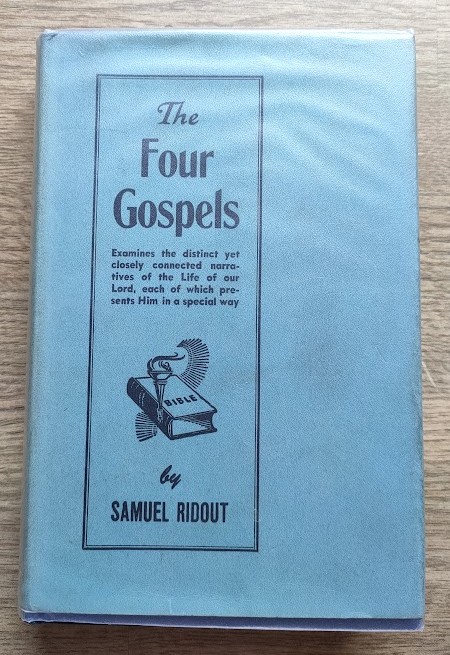 The
Four
Gospels
Examines the distinct yet
closely connected narra-
tives of the Life of our
Lord, each of which pre-
sents Him in a special way
BIBLE
by
SAMUEL RIDOUT